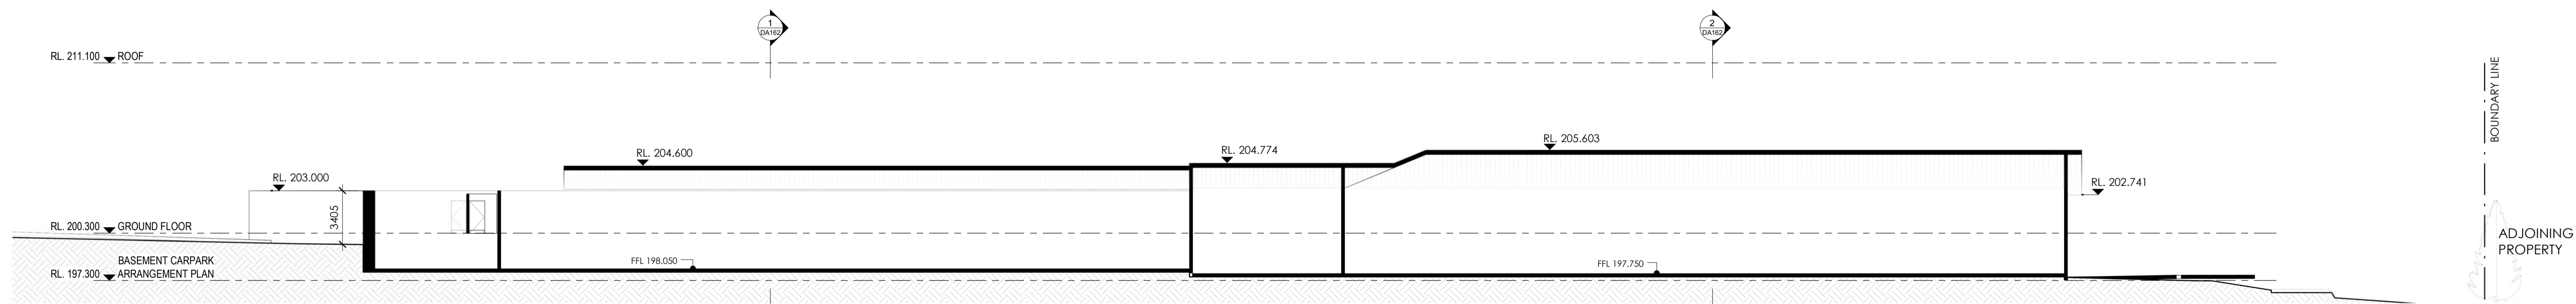 1
DA162
2
DA162
RL. 211.100 ROOF
BOUNDARY LINE
RL. 205.603
RL. 204.600
RL. 204.774
RL. 203.000
RL. 202.741
3405
RL. 200.300 GROUND FLOOR
ADJOINING
PROPERTY
BASEMENT CARPARK
RL. 197.300 ARRANGEMENT PLAN
FFL 198.050
FFL 197.750